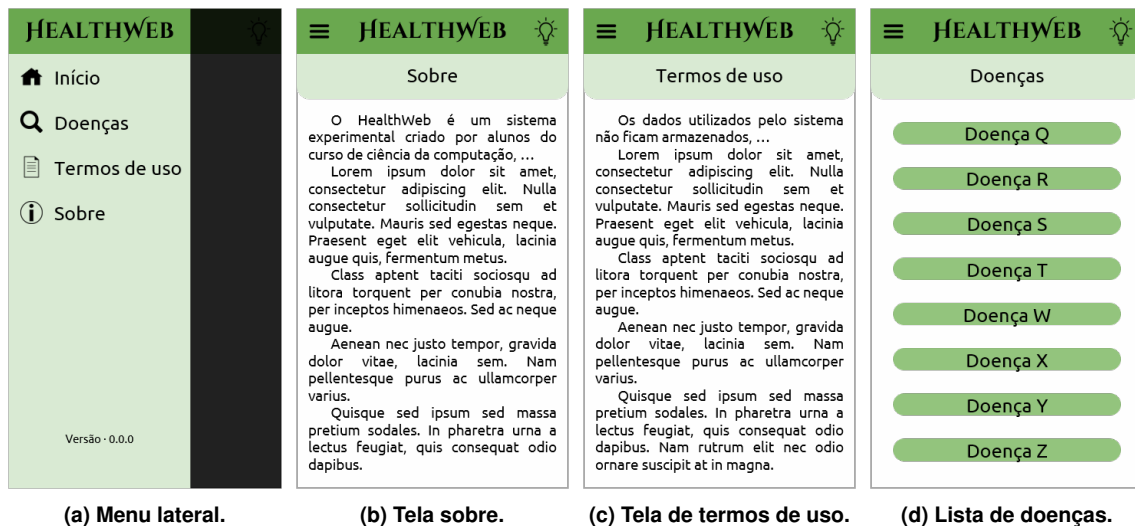 HEALTHWEB
Início
Doenças
Termos de uso
Sobre
Versão · 0.0.0
(a) Menu lateral.
HEALTHWEB
Sobre
O HealthWeb é um sistema
experimental criado por alunos do
curso de ciência da computação, ...
Lorem ipsum dolor sit amet,
consectetur adipiscing elit. Nulla
consectetur sollicitudin sem et
vulputate. Mauris sed egestas neque.
Praesent eget elit vehicula, lacinia
augue quis, fermentum metus.
Class aptent taciti sociosqu ad
litora torquent per conubia nostra,
per inceptos himenaeos. Sed ac neque
augue.
Aenean nec justo tempor, gravida
dolor vitae, lacinia sem. Nam
pellentesque purus ac ullamcorper
varius.
Quisque sed ipsum sed massa
pretium sodales. In pharetra urna a
lectus feugiat, quis consequat odio
dapibus.
(b) Tela sobre.
HEALTHWEB
Termos de uso
Os dados utilizados pelo sistema
não ficam armazenados, ...
Lorem ipsum dolor sit amet,
consectetur adipiscing elit. Nulla
consectetur sollicitudin sem et
vulputate. Mauris sed egestas neque.
Praesent eget elit vehicula, lacinia
augue quis, fermentum metus.
Class aptent taciti sociosqu ad
litora torquent per conubia nostra,
per inceptos himenaeos. Sed ac neque
augue.
Aenean nec justo tempor, gravida
dolor vitae, lacinia sem. Nam
pellentesque purus ac ullamcorper
varius.
Quisque sed ipsum sed massa
pretium sodales. In pharetra urna a
lectus feugiat, quis consequat odio
dapibus. Nam rutrum elit nec odio
ornare suscipit at in magna.
(c) Tela de termos de uso.
HEALTHWEB
Doenças
Doença Q
Doença R
Doença S
Doença T
Doença W
Doença X
Doença Y
Doença Z
(d) Lista de doenças.